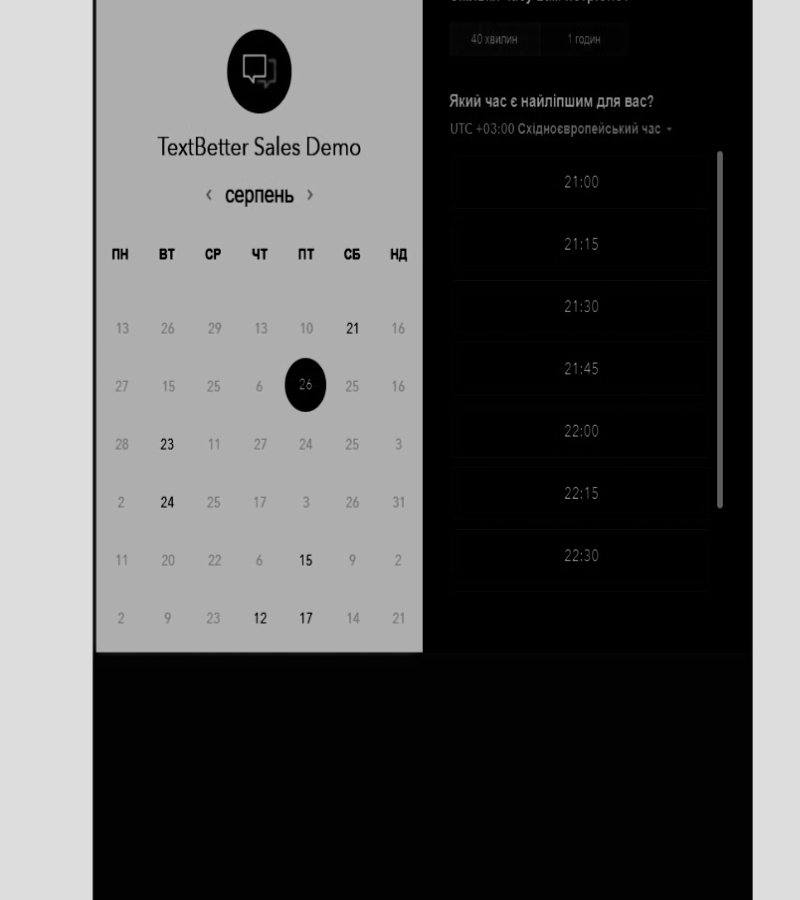 TextBetter Sales Demo
‹ серпень ›
ПН ВТ СР ЧТ ПТ СБ НД
13 26 29 13 10 21 16
27 15 25 6 26 25 16
28 23 11 27 24 25 3
2 24 25 17 3 26 31
11 20 22 6 15 9 2
2 9 23 12 17 14 21
40 хвилин 1 годин
Який час є найліпшим для вас?
UTC +03:00 Східноєвропейський час
21:00
21:15
21:30
21:45
22:00
22:15
22:30